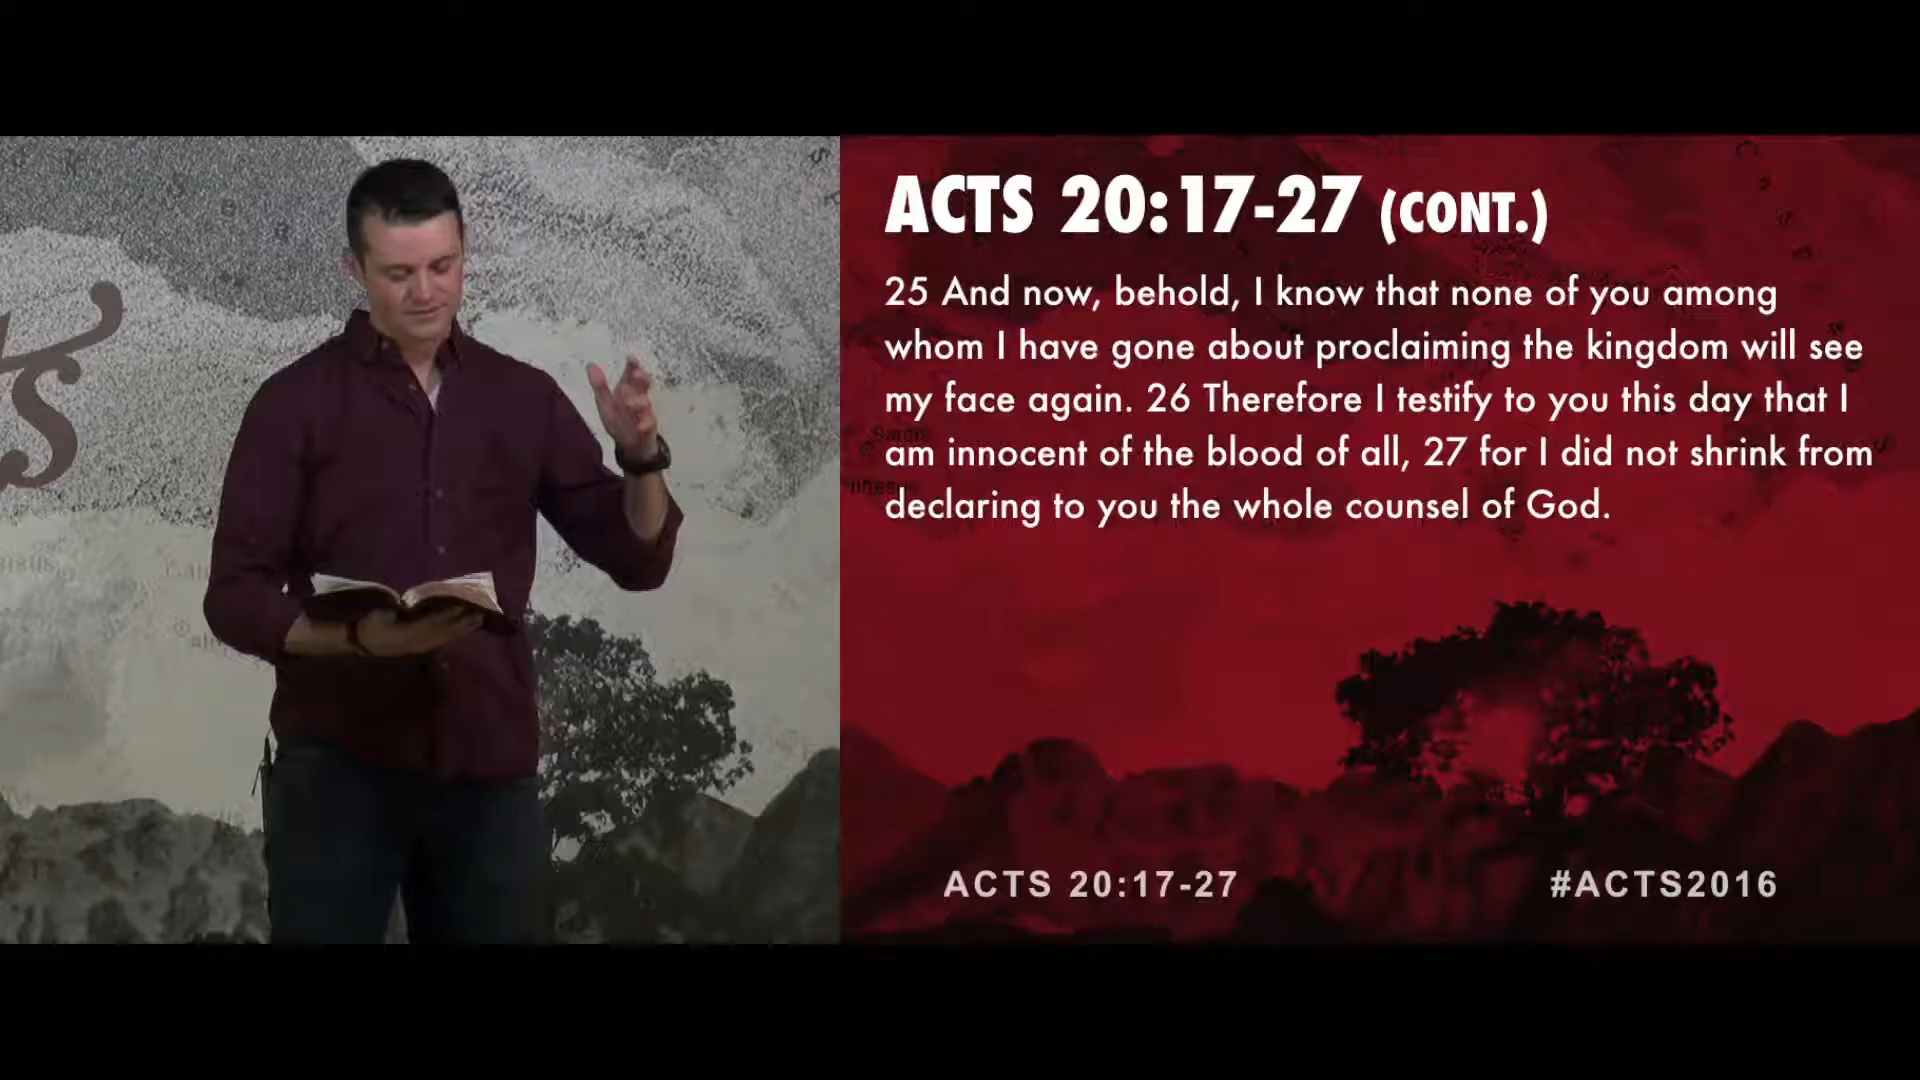 ACTS 20:17-27 (CONT.)
25 And now, behold, I know that none of you among
whom I have gone about proclaiming the kingdom will see
my face again. 26 Therefore I testify to you this day that I
am innocent of the blood of all, 27 for I did not shrink from
declaring to you the whole counsel of God.
ACTS 20:17-27
#ACTS2016